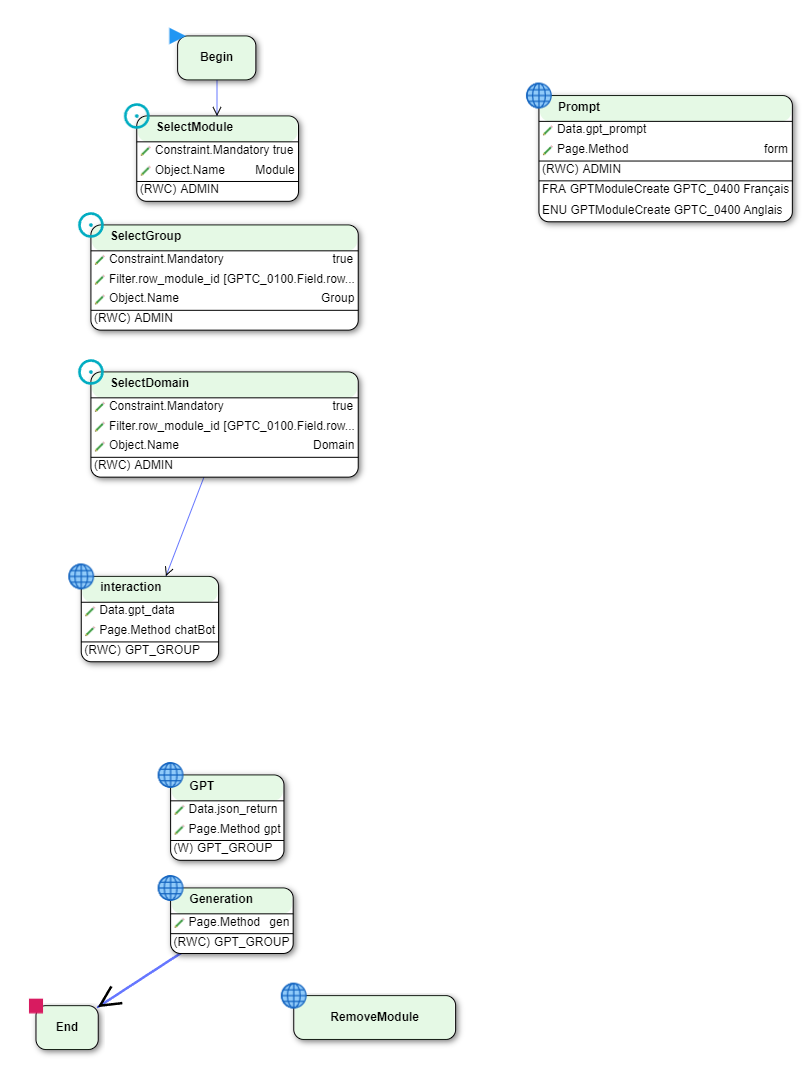 Begin
SelectModule
Constraint.Mandatory true
Object.Name Module
(RWC) ADMIN
Prompt
Data.gpt_prompt
Page.Method form
(RWC) ADMIN
FRA GPTModuleCreate GPTC_0400 Français
ENU GPTModuleCreate GPTC_0400 Anglais
SelectGroup
Constraint.Mandatory true
Filter.row_module_id [GPTC_0100.Field.row...
Object.Name Group
(RWC) ADMIN
SelectDomain
Constraint.Mandatory true
Filter.row_module_id [GPTC_0100.Field.row...
Object.Name Domain
(RWC) ADMIN
interaction
Data.gpt_data
Page.Method chatBot
(RWC) GPT_GROUP
GPT
Data.json_return
Page.Method gpt
(W) GPT_GROUP
Generation
Page.Method gen
(RWC) GPT_GROUP
End
RemoveModule